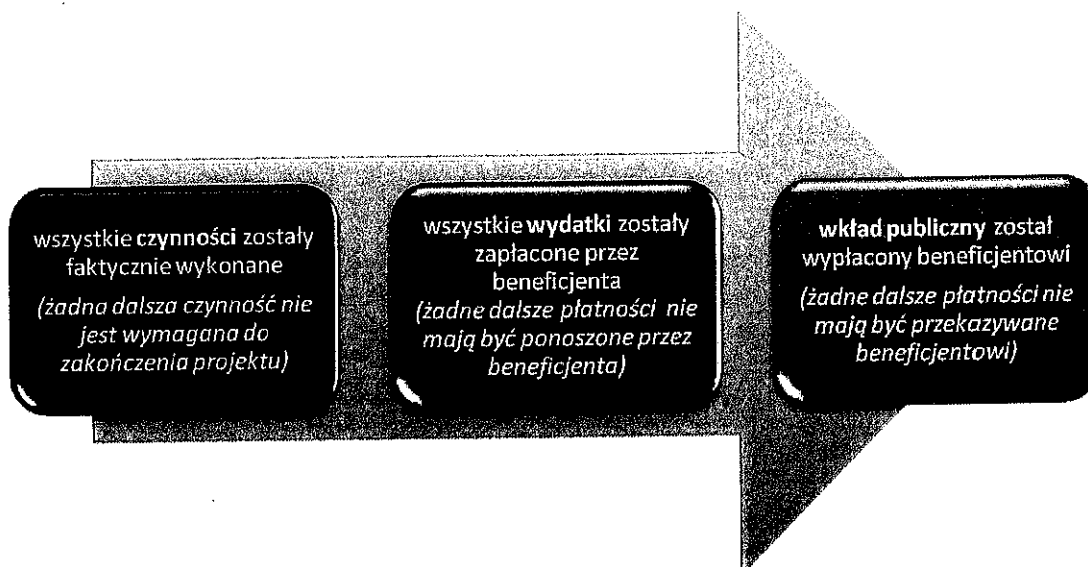 wszystkie czynności zostały
faktycznie wykonane
(żadna dalsza czynność nie
jest wymagana do
zakończenia projektu)
wszystkie wydatki zostały
zapłacone przez
beneficjenta
(żadne dalsze płatności nie
mają być ponoszone przez
beneficjenta)
wkład publiczny został
wypłacony beneficjentowi
(żadne dalsze płatności nie
mają być przekazywane
beneficjentowi)